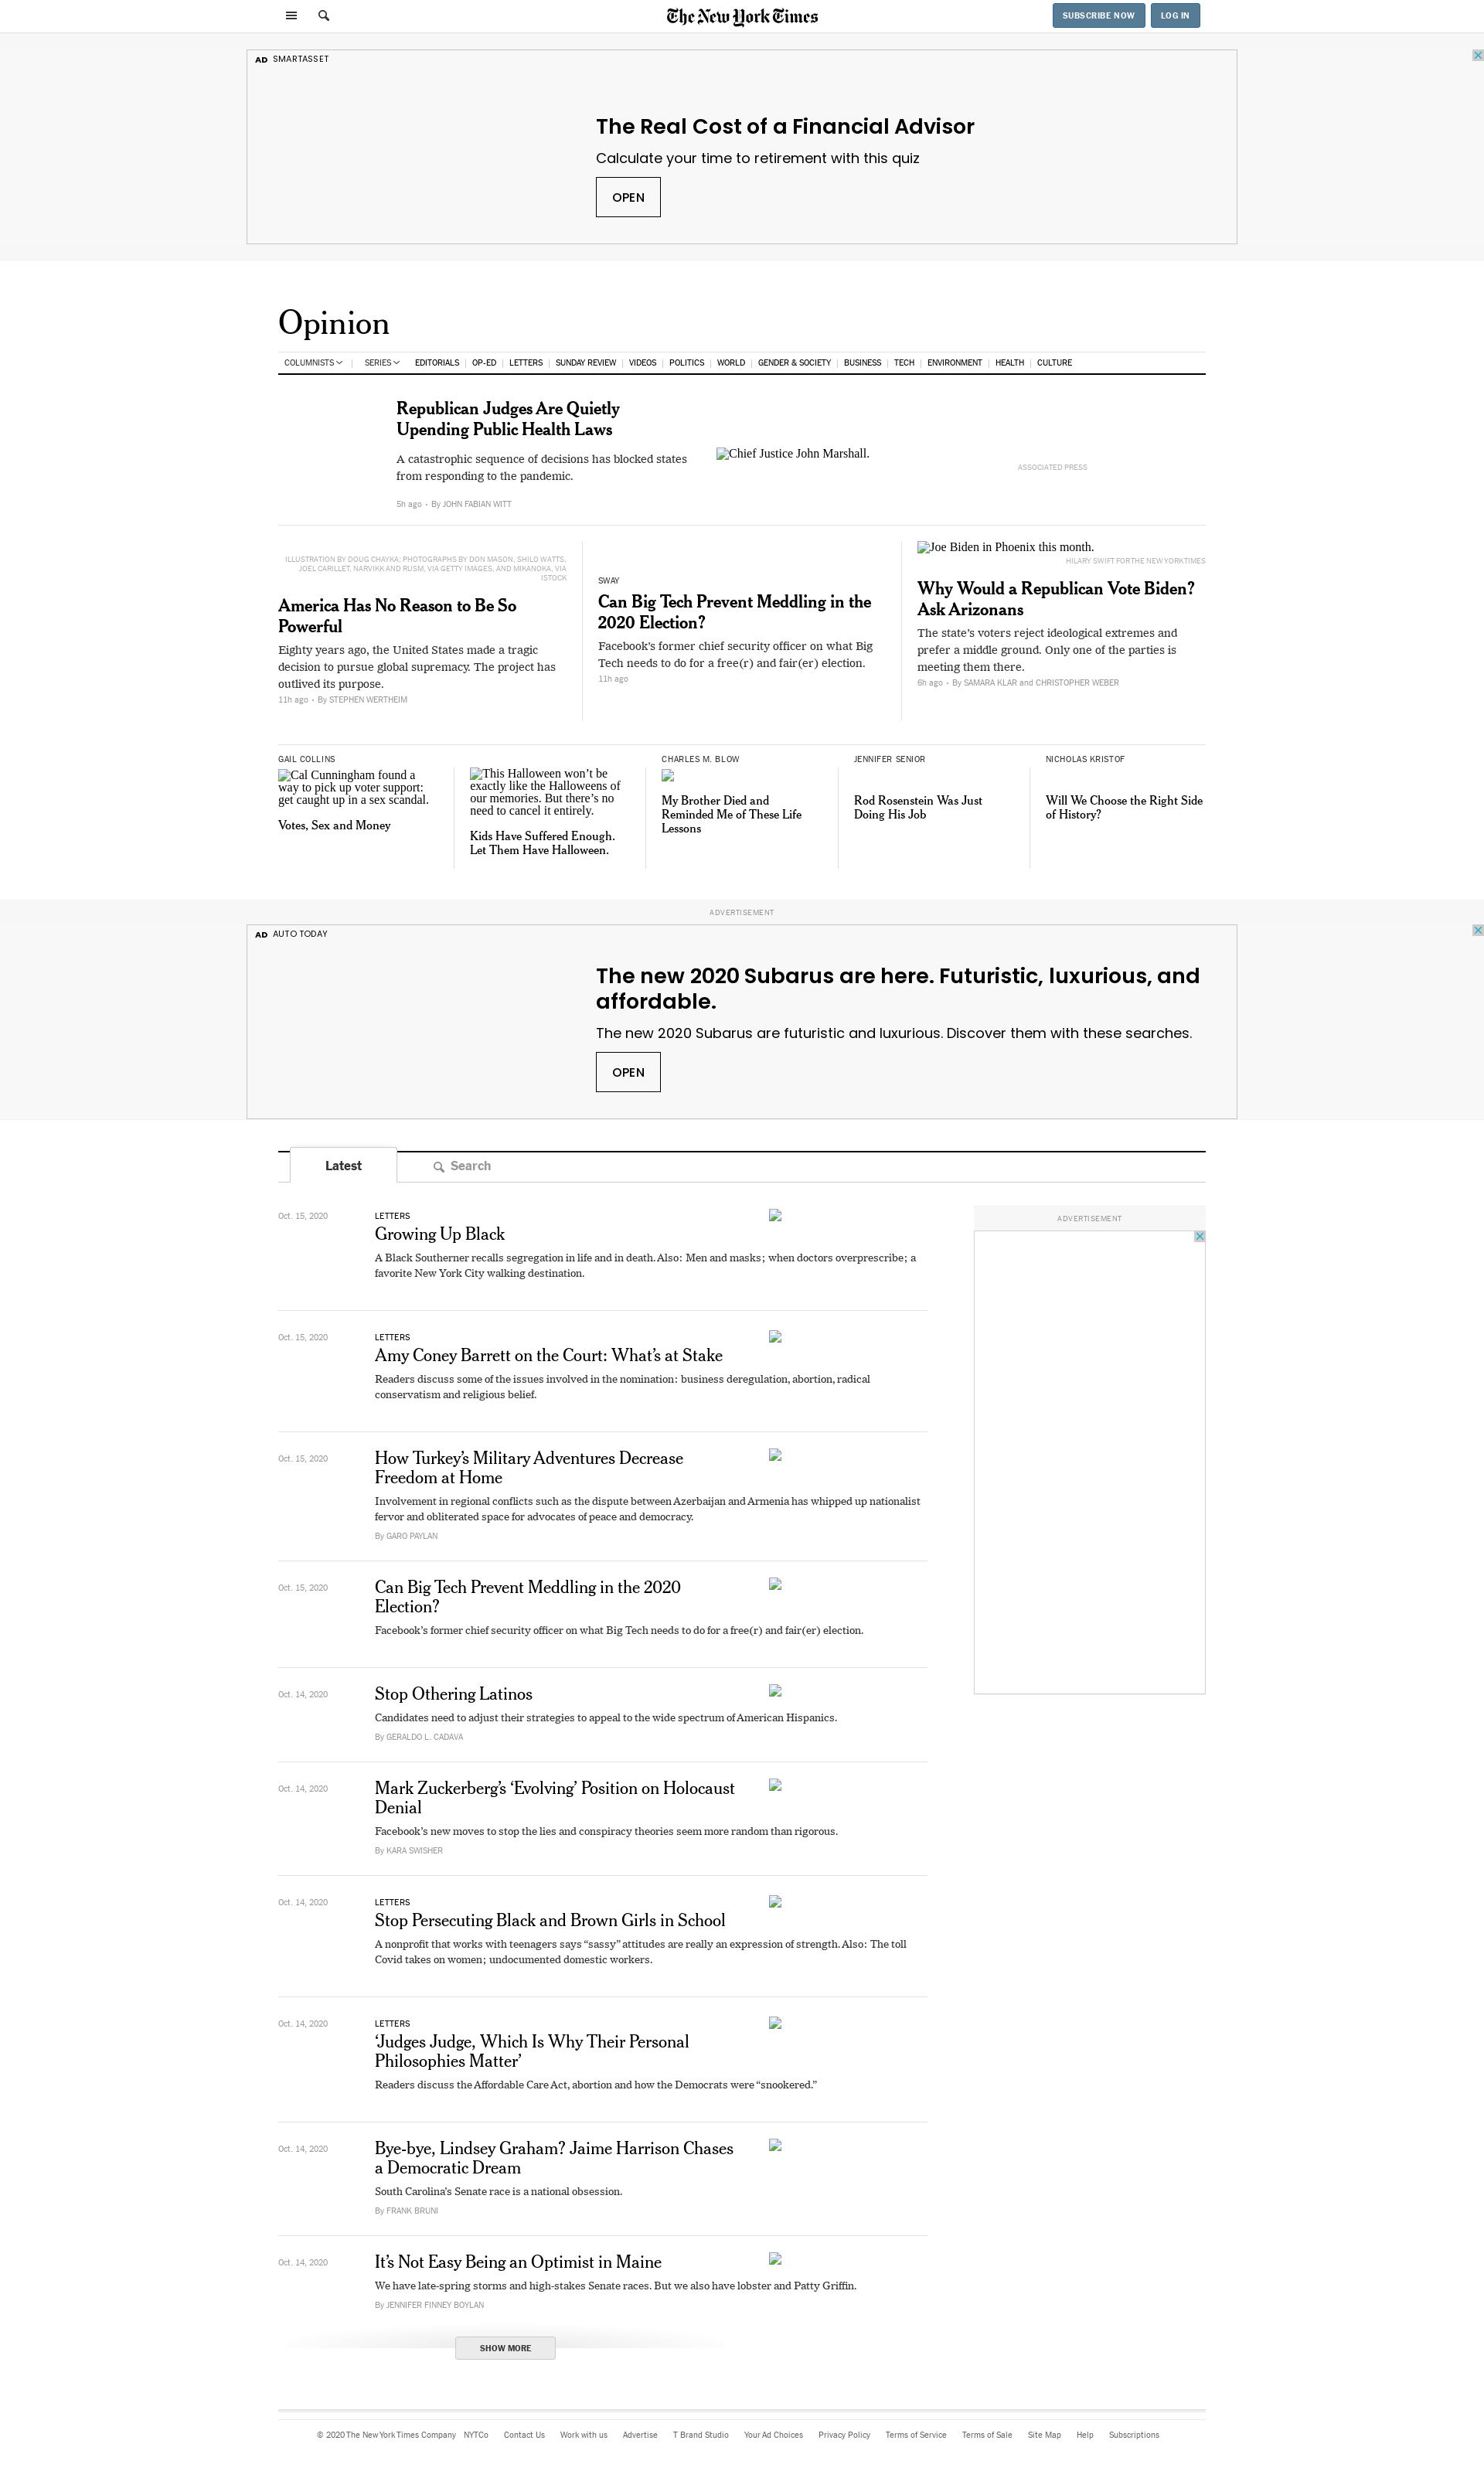 The New York Times
SUBSCRIBE NOW
LOG IN
AD SMARTASSET
The Real Cost of a Financial Advisor
Calculate your time to retirement with this quiz
OPEN
Opinion
COLUMNISTS SERIES EDITORIALS OP-ED LETTERS SUNDAY REVIEW VIDEOS POLITICS WORLD GENDER & SOCIETY BUSINESS TECH ENVIRONMENT HEALTH CULTURE
Republican Judges Are Quietly
Upending Public Health Laws
A catastrophic sequence of decisions has blocked states
from responding to the pandemic.
5h ago • By JOHN FABIAN WITT
Chief Justice John Marshall.
ASSOCIATED PRESS
ILLUSTRATION BY DOUG CHAYKA; PHOTOGRAPHS BY DON MASON, SHILO WATTS,
JOEL CARILLET, NARVIKK AND RUSM, VIA GETTY IMAGES, AND MIKANOKA, VIA
ISTOCK
America Has No Reason to Be So
Powerful
Eighty years ago, the United States made a tragic
decision to pursue global supremacy. The project has
outlived its purpose.
11h ago • By STEPHEN WERTHEIM
SWAY
Can Big Tech Prevent Meddling in the
2020 Election?
Facebook’s former chief security officer on what Big
Tech needs to do for a free(r) and fair(er) election.
11h ago
Joe Biden in Phoenix this month.
HILARY SWIFT FOR THE NEW YORK TIMES
Why Would a Republican Vote Biden?
Ask Arizonans
The state’s voters reject ideological extremes and
prefer a middle ground. Only one of the parties is
meeting them there.
6h ago • By SAMARA KLAR and CHRISTOPHER WEBER
GAIL COLLINS
Cal Cunningham found a
way to pick up voter support:
get caught up in a sex scandal.
Votes, Sex and Money
This Halloween won’t be
exactly like the Halloweens of
our memories. But there’s no
need to cancel it entirely.
Kids Have Suffered Enough.
Let Them Have Halloween.
CHARLES M. BLOW
My Brother Died and
Reminded Me of These Life
Lessons
JENNIFER SENIOR
Rod Rosenstein Was Just
Doing His Job
NICHOLAS KRISTOF
Will We Choose the Right Side
of History?
ADVERTISEMENT
AD AUTO TODAY
The new 2020 Subarus are here. Futuristic, luxurious, and
affordable.
The new 2020 Subarus are futuristic and luxurious. Discover them with these searches.
OPEN
Latest
Search
ADVERTISEMENT
Oct. 15, 2020
LETTERS
Growing Up Black
A Black Southerner recalls segregation in life and in death. Also: Men and masks; when doctors overprescribe; a
favorite New York City walking destination.
Oct. 15, 2020
LETTERS
Amy Coney Barrett on the Court: What’s at Stake
Readers discuss some of the issues involved in the nomination: business deregulation, abortion, radical
conservatism and religious belief.
Oct. 15, 2020
How Turkey’s Military Adventures Decrease
Freedom at Home
Involvement in regional conflicts such as the dispute between Azerbaijan and Armenia has whipped up nationalist
fervor and obliterated space for advocates of peace and democracy.
By GARO PAYLAN
Oct. 15, 2020
Can Big Tech Prevent Meddling in the 2020
Election?
Facebook’s former chief security officer on what Big Tech needs to do for a free(r) and fair(er) election.
Oct. 14, 2020
Stop Othering Latinos
Candidates need to adjust their strategies to appeal to the wide spectrum of American Hispanics.
By GERALDO L. CADAVA
Oct. 14, 2020
Mark Zuckerberg’s ‘Evolving’ Position on Holocaust
Denial
Facebook’s new moves to stop the lies and conspiracy theories seem more random than rigorous.
By KARA SWISHER
Oct. 14, 2020
LETTERS
Stop Persecuting Black and Brown Girls in School
A nonprofit that works with teenagers says “sassy” attitudes are really an expression of strength. Also: The toll
Covid takes on women; undocumented domestic workers.
Oct. 14, 2020
LETTERS
‘Judges Judge, Which Is Why Their Personal
Philosophies Matter’
Readers discuss the Affordable Care Act, abortion and how the Democrats were “snookered.”
Oct. 14, 2020
Bye-bye, Lindsey Graham? Jaime Harrison Chases
a Democratic Dream
South Carolina’s Senate race is a national obsession.
By FRANK BRUNI
Oct. 14, 2020
It’s Not Easy Being an Optimist in Maine
We have late-spring storms and high-stakes Senate races. But we also have lobster and Patty Griffin.
By JENNIFER FINNEY BOYLAN
SHOW MORE
© 2020 The New York Times Company NYTCo Contact Us Work with us Advertise T Brand Studio Your Ad Choices Privacy Policy Terms of Service Terms of Sale Site Map Help Subscriptions